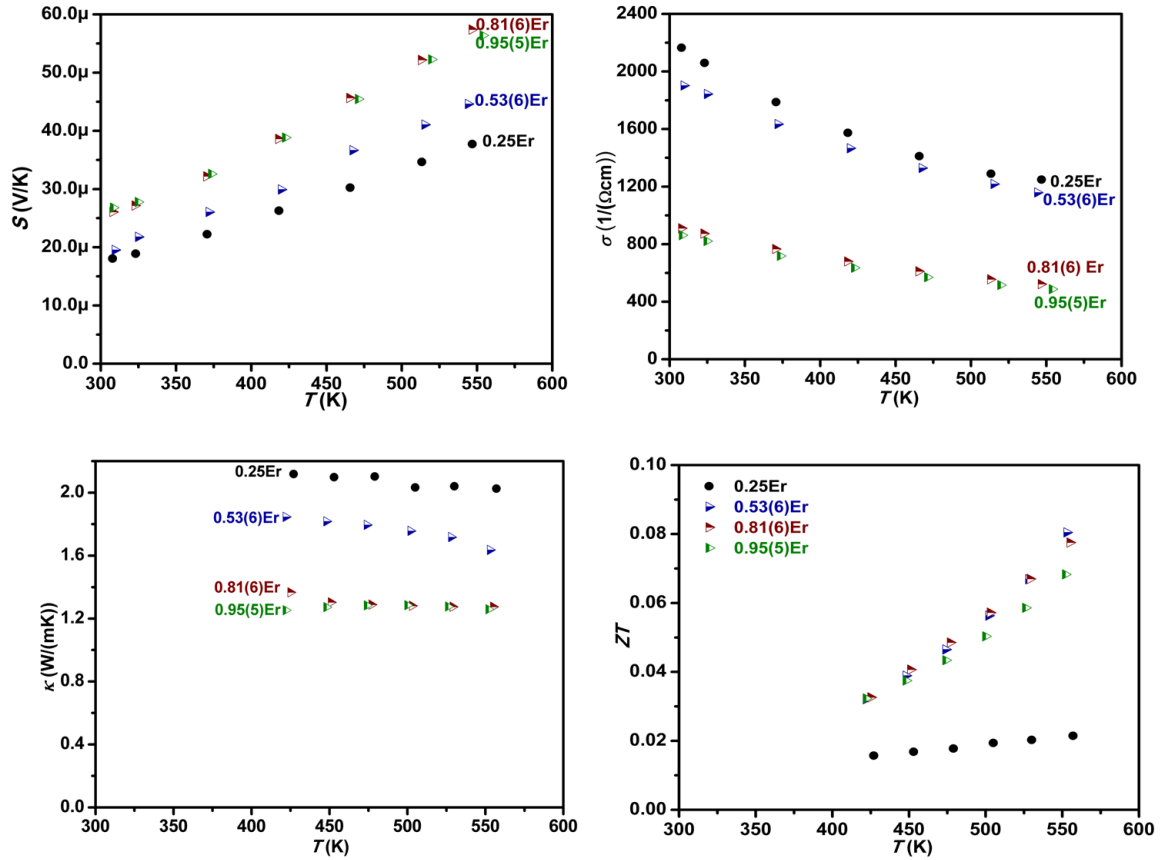 60.0µ
50.0µ
40.0µ
30.0µ
20.0µ
10.0µ
0.0
S (V/K)
0.81(6)Er
0.95(5)Er
0.53(6)Er
0.25Er
300 350 400 450 500 550 600
T (K)
2400
2000
1600
1200
800
400
0
σ (1/(Ωcm))
0.25Er
0.53(6)Er
0.81(6) Er
0.95(5)Er
300 350 400 450 500 550 600
T (K)
2.0
1.6
1.2
0.8
0.4
0.0
κ (W/(mK))
0.25Er
0.53(6)Er
0.81(6)Er
0.95(5)Er
300 350 400 450 500 550 600
T (K)
0.10
0.08
0.06
0.04
0.02
0.00
ZT
0.25Er
0.53(6)Er
0.81(6)Er
0.95(5)Er
300 350 400 450 500 550 600
T (K)